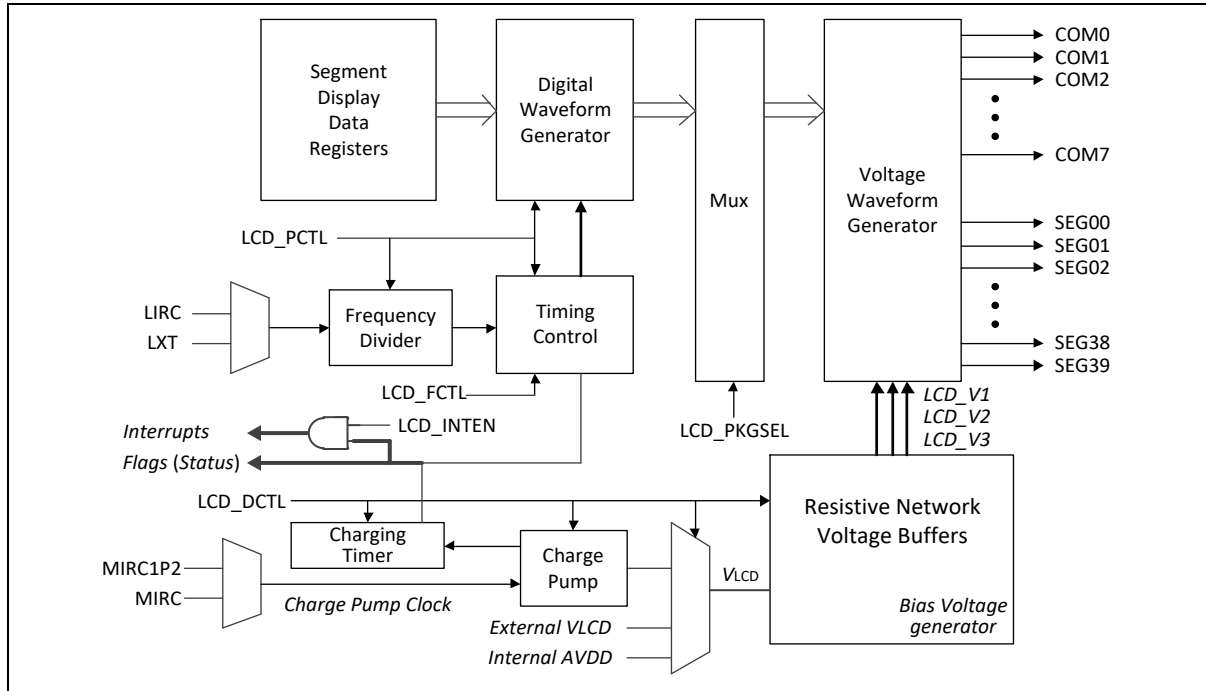 Segment
Display
Data
Registers
Digital
Waveform
Generator
Mux
Voltage
Waveform
Generator
COM0
COM1
COM2
COM7
SEG00
SEG01
SEG02
SEG38
SEG39
LCD_PCTL
LIRC
LXT
Frequency
Divider
Timing
Control
LCD_FCTL
LCD_INTEN
Interrupts
Flags (Status)
LCD_PKGSEL
LCD_V1
LCD_V2
LCD_V3
LCD_DCTL
Charging
Timer
Charge
Pump
MIRC1P2
MIRC
Charge Pump Clock
External VLCD
Internal AVDD
VLCD
Resistive Network
Voltage Buffers
Bias Voltage
generator